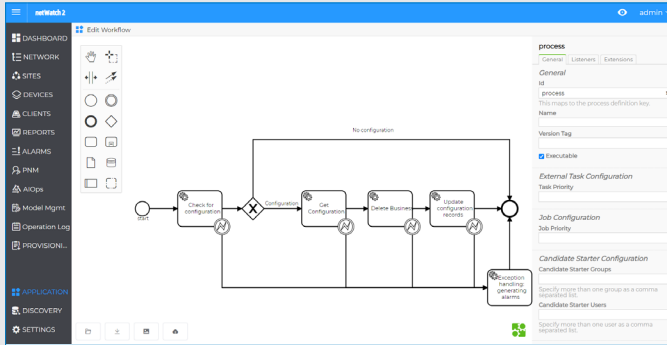 netWatch 2
admin
Edit Workflow
DASHBOARD
NETWORK
SITES
DEVICES
CLIENTS
REPORTS
ALARMS
PNM
AIOps
Model Mgmt
Operation Log
PROVISIONI...
APPLICATION
DISCOVERY
SETTINGS
No configuration
start
Check for
configuration
Configuration
Get
Configuration
Delete Business
Update
configuration
records
Exception
handling:
generating
alarms
process
General
Listeners
Extensions
General
Id
process
This maps to the process definition key.
Name
Version Tag
Executable
External Task Configuration
Task Priority
Job Configuration
Job Priority
Candidate Starter Configuration
Candidate Starter Groups
Specify more than one group as a comma
separated list.
Candidate Starter Users
Specify more than one user as a comma
separated list.